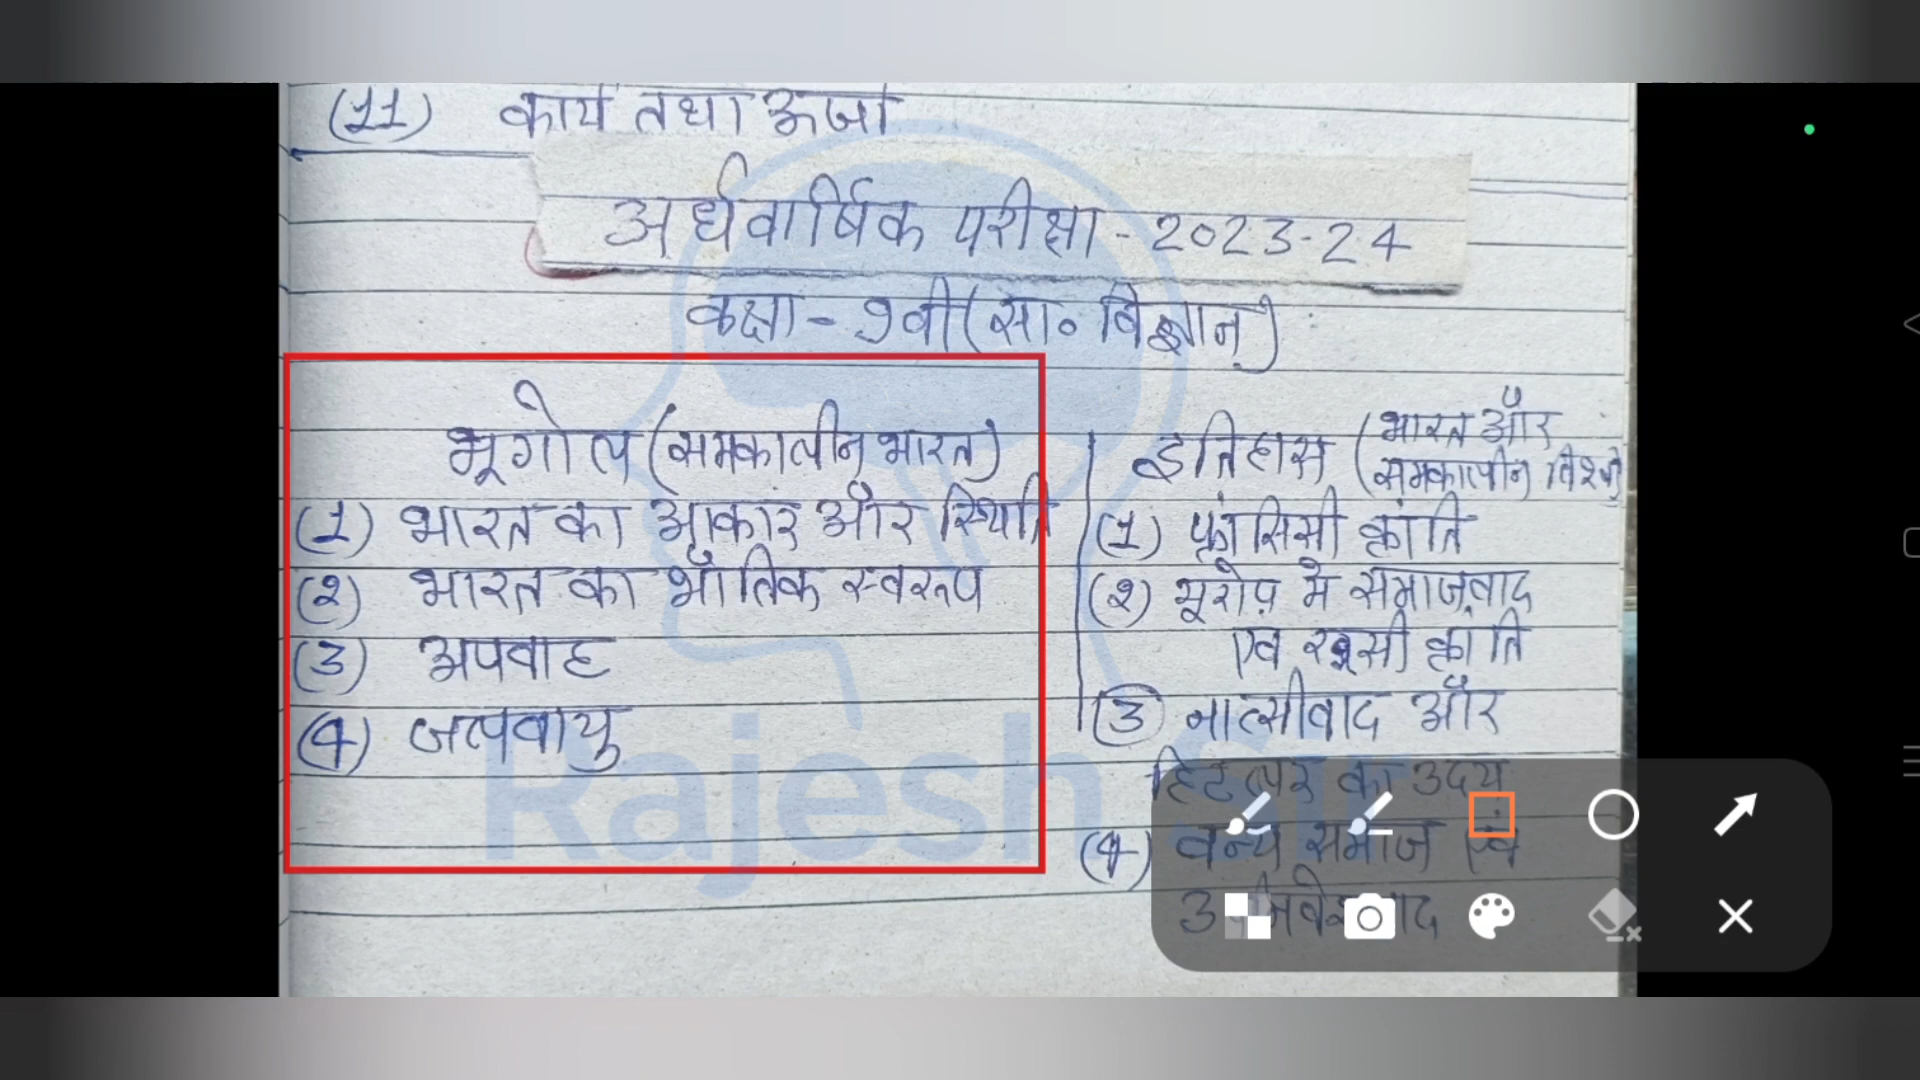 (11) कार्य तथा ऊर्जा
अर्धवार्षिक परीक्षा - 2023-24
कक्षा - 9वी (सा० विज्ञान)
भूगोल (समकालीन भारत)
(1) भारत का आकार और स्थिति
(2) भारत का भौतिक स्वरूप
(3) अपवाह
(4) जलवायु
इतिहास (भारत और
समकालीन विश्व)
(1) फ्रांसिसी क्रांति
(2) यूरोप मे समाजवाद
एवं रूसी क्रांति
(3) नात्सीवाद और
हिटलर का उदय
(4) वन्य समाज एवं
उपनिवेशवाद
Rajesh Sir